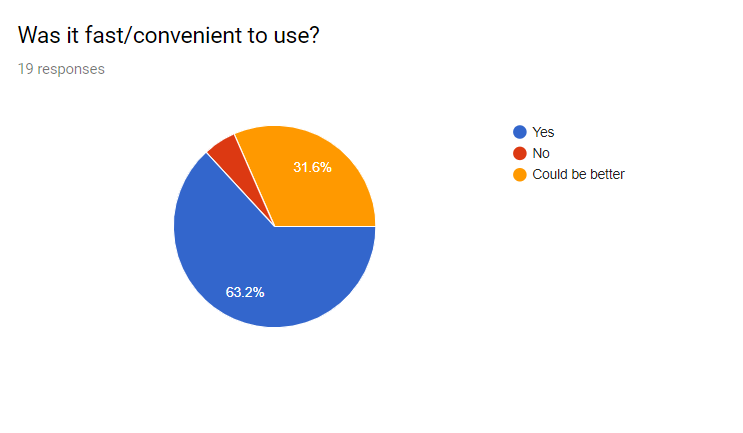 Was it fast/convenient to use?
19 responses
Yes
No
Could be better
31.6%
63.2%